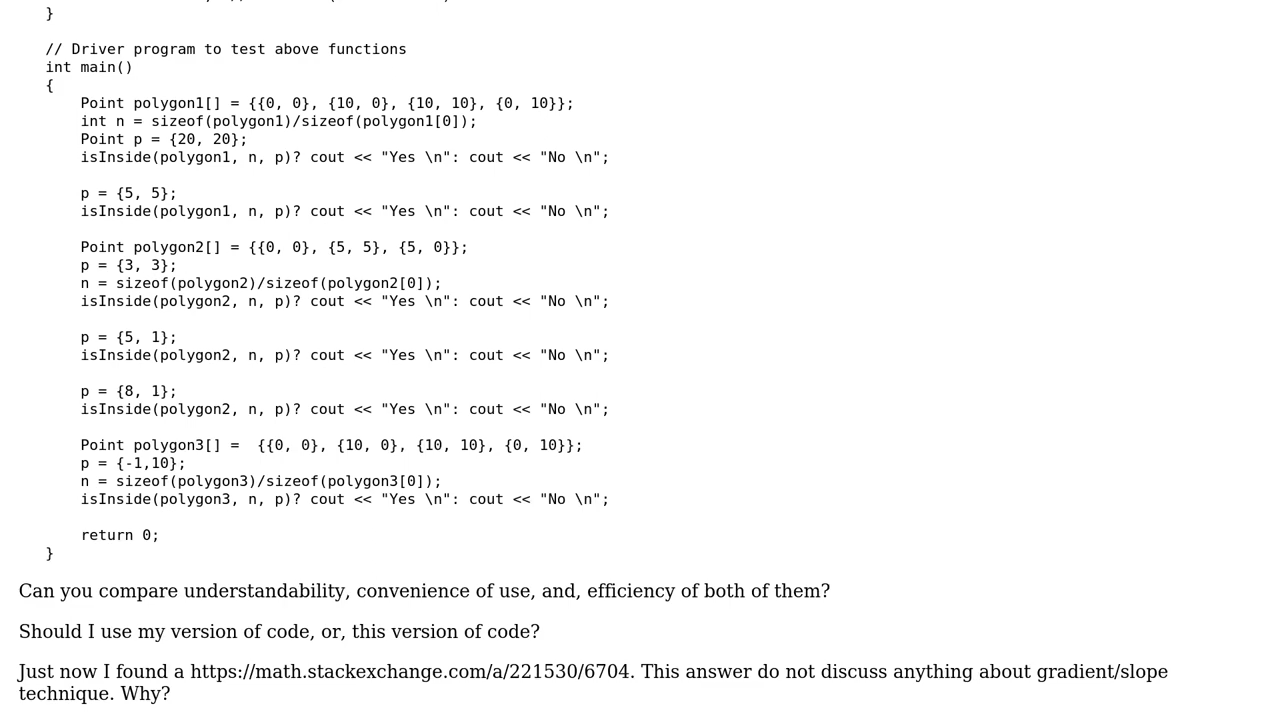 }
// Driver program to test above functions
int main()
{
    Point polygon1[] = {{0, 0}, {10, 0}, {10, 10}, {0, 10}};
    int n = sizeof(polygon1)/sizeof(polygon1[0]);
    Point p = {20, 20};
    isInside(polygon1, n, p)? cout << "Yes \n": cout << "No \n";
    p = {5, 5};
    isInside(polygon1, n, p)? cout << "Yes \n": cout << "No \n";
    Point polygon2[] = {{0, 0}, {5, 5}, {5, 0}};
    p = {3, 3};
    n = sizeof(polygon2)/sizeof(polygon2[0]);
    isInside(polygon2, n, p)? cout << "Yes \n": cout << "No \n";
    p = {5, 1};
    isInside(polygon2, n, p)? cout << "Yes \n": cout << "No \n";
    p = {8, 1};
    isInside(polygon2, n, p)? cout << "Yes \n": cout << "No \n";
    Point polygon3[] =  {{0, 0}, {10, 0}, {10, 10}, {0, 10}};
    p = {-1,10};
    n = sizeof(polygon3)/sizeof(polygon3[0]);
    isInside(polygon3, n, p)? cout << "Yes \n": cout << "No \n";
    return 0;
}
Can you compare understandability, convenience of use, and, efficiency of both of them?
Should I use my version of code, or, this version of code?
Just now I found a https://math.stackexchange.com/a/221530/6704. This answer do not discuss anything about gradient/slope
technique. Why?